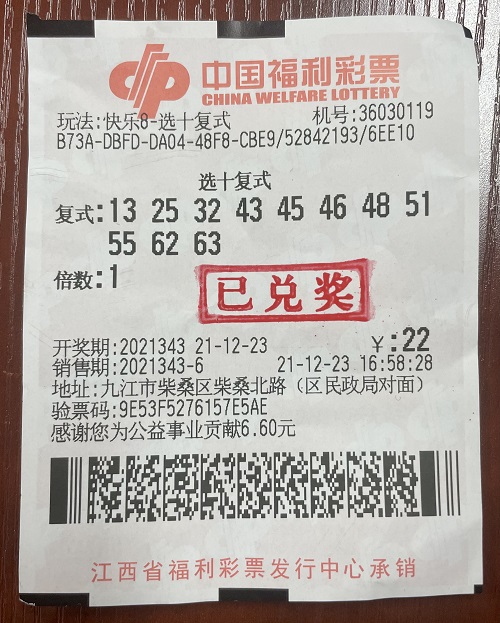 中国福利彩票
CHINA WELFARE LOTTERY
玩法:快乐8-选十复式 机号:36030119
B73A-DBFD-DA04-48F8-CBE9/52842193/6EE10
选十复式
复式:13 25 32 43 45 46 48 51
55 62 63
倍数:1
已兑奖
开奖期:2021343 21-12-23 ¥:22
销售期:2021343-6 21-12-23 16:58:28
地址:九江市柴桑区柴桑北路（区民政局对面）
验票码:9E53F5276157E5AE
感谢您为公益事业贡献6.60元
江西省福利彩票发行中心承销